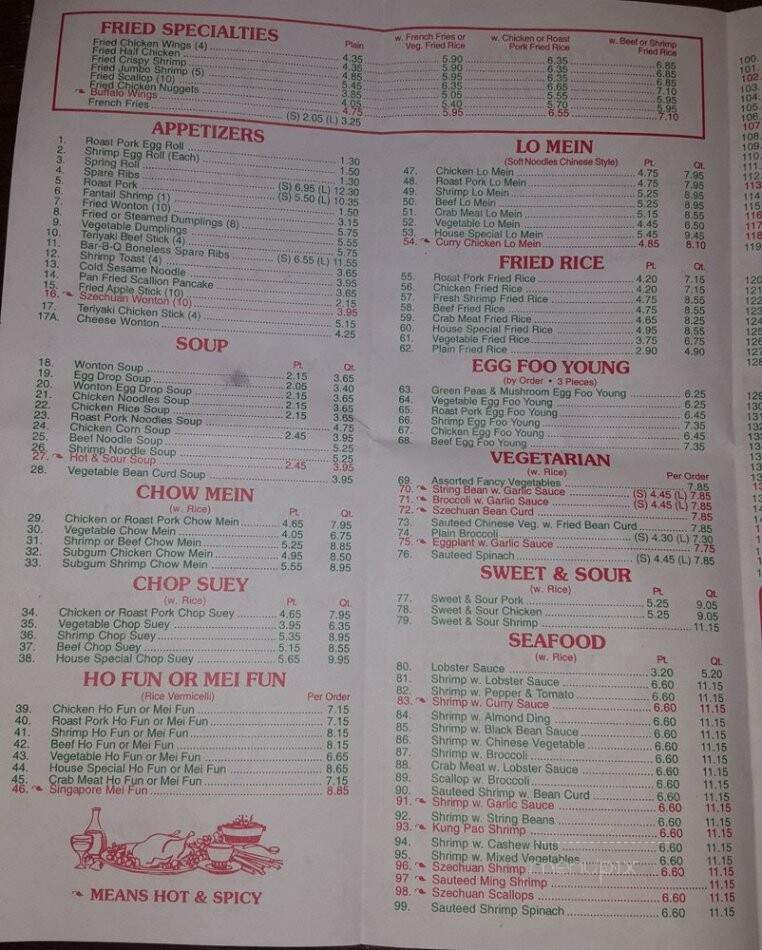 FRIED SPECIALTIES
Plain w. French Fries or Veg. Fried Rice w. Chicken or Roast Pork Fried Rice w. Beef or Shrimp Fried Rice
Fried Chicken Wings (4) 4.35 5.90 6.35 6.85
Fried Half Chicken 4.35 5.90 6.35 6.85
Fried Crispy Shrimp 4.85 5.95 6.35 6.85
Fried Jumbo Shrimp (5) 5.45 6.35 6.65 7.10
Fried Scallop (10) 3.85 5.05 5.55 5.95
Fried Chicken Nuggets 4.05 5.40 5.70 5.95
Buffalo Wings 4.75 5.95 6.55 7.10
French Fries (S) 2.05 (L) 3.25
APPETIZERS
1. Roast Pork Egg Roll 1.30
2. Shrimp Egg Roll (Each) 1.50
3. Spring Roll 1.30
4. Spare Ribs (S) 6.95 (L) 12.30
5. Roast Pork (S) 5.50 (L) 10.35
6. Fantail Shrimp (1) 1.50
7. Fried Wonton (10) 3.15
8. Fried or Steamed Dumplings (8) 5.75
9. Vegetable Dumplings 5.55
10. Teriyaki Beef Stick (4) 5.75
11. Bar-B-Q Boneless Spare Ribs (S) 6.55 (L) 11.55
12. Shrimp Toast (4) 3.65
13. Cold Sesame Noodle 3.95
14. Pan Fried Scallion Pancake 3.65
15. Fried Apple Stick (10) 2.15
16. Szechuan Wonton (10) 3.95
17. Teriyaki Chicken Stick (4) 5.15
17A. Cheese Wonton 4.25
SOUP
Pt. Qt.
18. Wonton Soup 2.15 3.65
19. Egg Drop Soup 2.05 3.40
20. Wonton Egg Drop Soup 2.15 3.65
21. Chicken Noodles Soup 2.15 3.65
22. Chicken Rice Soup 2.15 3.65
23. Roast Pork Noodles Soup 2.15 3.65
24. Chicken Corn Soup 4.75
25. Beef Noodle Soup 2.45 3.95
26. Shrimp Noodle Soup 5.25
27. Hot & Sour Soup 2.45 3.95
28. Vegetable Bean Curd Soup 3.95
CHOW MEIN
(w. Rice) Pt. Qt.
29. Chicken or Roast Pork Chow Mein 4.65 7.95
30. Vegetable Chow Mein 4.05 6.75
31. Shrimp or Beef Chow Mein 5.25 8.85
32. Subgum Chicken Mein 4.95 8.50
33. Subgum Shrimp Chow Mein 5.55 8.95
CHOP SUEY
(w. Rice) Pt. Qt.
34. Chicken or Roast Pork Chop Suey 4.65 7.95
35. Vegetable Chop Suey 3.95 6.35
36. Shrimp Chop Suey 5.35 8.95
37. Beef Chop Suey 5.15 8.55
38. House Special Chop Suey 5.65 9.95
HO FUN OR MEI FUN
(Rice Vermicelli) Per Order
39. Chicken Ho Fun or Mei Fun 7.15
40. Roast Pork Ho Fun or Mei Fun 7.15
41. Shrimp Ho Fun or Mei Fun 8.15
42. Beef Ho Fun or Mei Fun 8.15
43. Vegetable Ho Fun or Mei Fun 6.65
44. House Special Ho Fun or Mei Fun 8.65
45. Crab Meat Ho Fun or Mei Fun 7.15
46. Singapore Mei Fun 8.85
MEANS HOT & SPICY
LO MEIN
(Soft Noodles Chinese Style) Pt. Qt.
47. Chicken Lo Mein 4.75 7.95
48. Roast Pork Lo Mein 4.75 7.95
49. Shrimp Lo Mein 5.25 8.95
50. Beef Lo Mein 5.25 8.95
51. Crab Meat Lo Mein 5.15 8.55
52. Vegetable Lo Mein 4.45 6.50
53. House Special Lo Mein 5.45 9.45
54. Curry Chicken Lo Mein 4.85 8.10
FRIED RICE
Pt. Qt.
55. Roast Pork Fried Rice 4.20 7.15
56. Chicken Fried Rice 4.20 7.15
57. Fresh Shrimp Fried Rice 4.75 8.55
58. Beef Fried Rice 4.75 8.55
59. Crab Meat Fried Rice 4.65 8.25
60. House Special Fried Rice 4.95 8.55
61. Vegetable Fried Rice 3.75 6.75
62. Plain Fried Rice 2.90 4.90
EGG FOO YOUNG
(by Order • 3 Pieces)
63. Green Peas & Mushroom Egg Foo Young 6.25
64. Vegetable Egg Foo Young 6.25
65. Roast Pork Egg Foo Young 6.45
66. Shrimp Egg Foo Young 7.35
67. Chicken Egg Foo Young 6.45
68. Beef Egg Foo Young 7.35
VEGETARIAN
(w. Rice) Per Order
69. Assorted Fancy Vegetables 7.85
70. String Bean w. Garlic Sauce (S) 4.45 (L) 7.85
71. Broccoli w. Garlic Sauce (S) 4.45 (L) 7.85
72. Szechuan Bean Curd 7.85
73. Sauteed Chinese Veg. w. Fried Bean Curd 7.85
74. Plain Broccoli (S) 4.30 (L) 7.30
75. Eggplant w. Garlic Sauce 7.75
76. Sauteed Spinach (S) 4.45 (L) 7.85
SWEET & SOUR
(w. Rice) Pt. Qt.
77. Sweet & Sour Pork 5.25 9.05
78. Sweet & Sour Chicken 5.25 9.05
79. Sweet & Sour Shrimp 11.15
SEAFOOD
(w. Rice) Pt. Qt.
80. Lobster Sauce 3.20 5.20
81. Shrimp w. Lobster Sauce 6.60 11.15
82. Shrimp w. Pepper & Tomato 6.60 11.15
83. Shrimp w. Curry Sauce 6.60 11.15
84. Shrimp w. Almond Ding 6.60 11.15
85. Shrimp w. Black Bean Sauce 6.60 11.15
86. Shrimp w. Chinese Vegetable 6.60 11.15
87. Shrimp w. Broccoli 6.60 11.15
88. Crab Meat w. Lobster Sauce 6.60 11.15
89. Scallop w. Broccoli 6.60 11.15
90. Sauteed Shrimp w. Bean Curd 6.60 11.15
91. Shrimp w. Garlic Sauce 6.60 11.15
92. Shrimp w. String Beans 6.60 11.15
93. Kung Pao Shrimp 6.60 11.15
94. Shrimp w. Cashew Nuts 6.60 11.15
95. Shrimp w. Mixed Vegetables 6.60 11.15
96. Szechuan Shrimp 6.60 11.15
97. Sauteed Ming Shrimp 11.15
98. Szechuan Scallops 6.60 11.15
99. Sauteed Shrimp Spinach 6.60 11.15
menupix